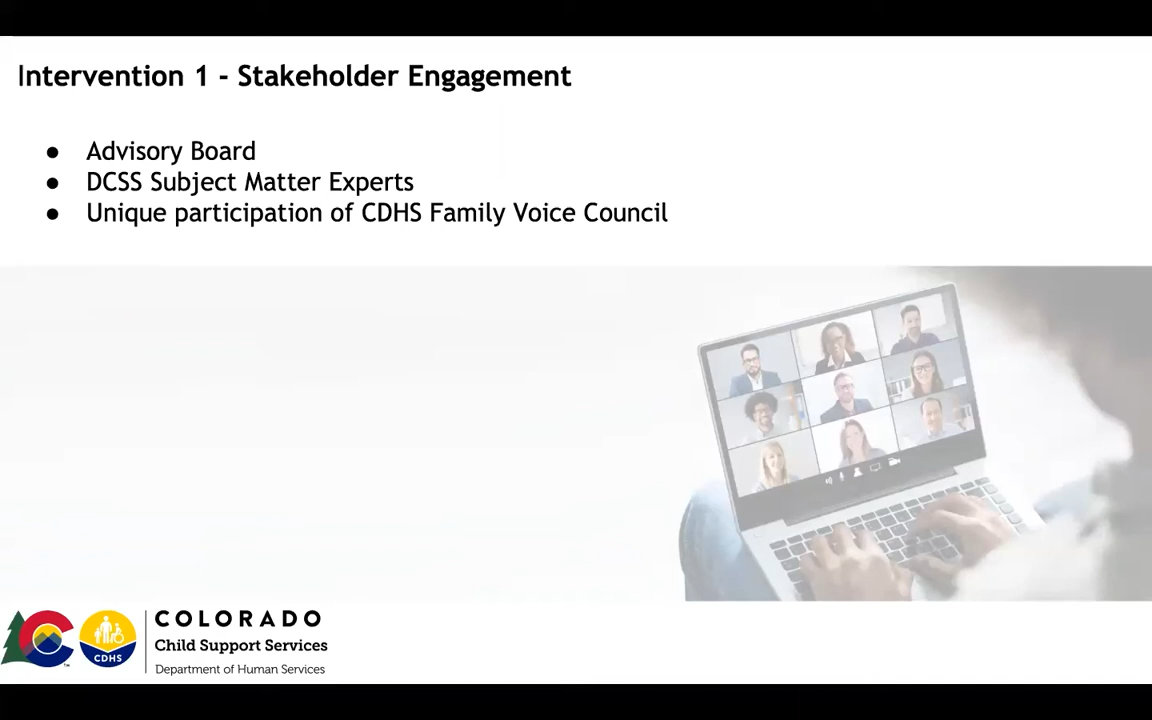 Intervention 1 - Stakeholder Engagement
● Advisory Board
● DCSS Subject Matter Experts
● Unique participation of CDHS Family Voice Council
COLORADO
Child Support Services
Department of Human Services
CDHS
TM